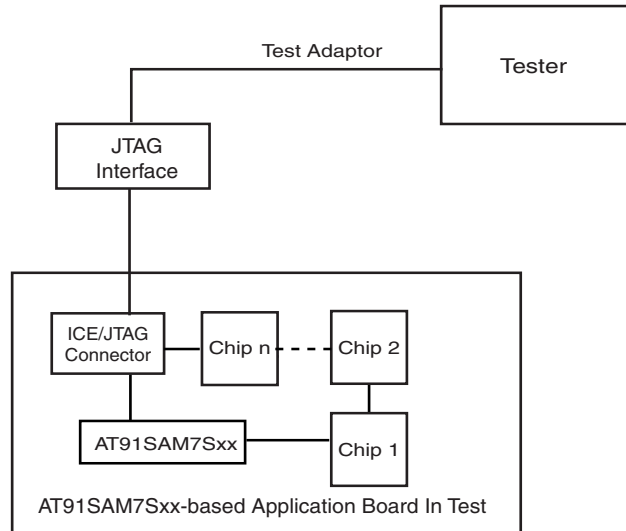 Test Adaptor
Tester
JTAG
Interface
ICE/JTAG
Connector
Chip n
Chip 2
AT91SAM7Sxx
Chip 1
AT91SAM7Sxx-based Application Board In Test